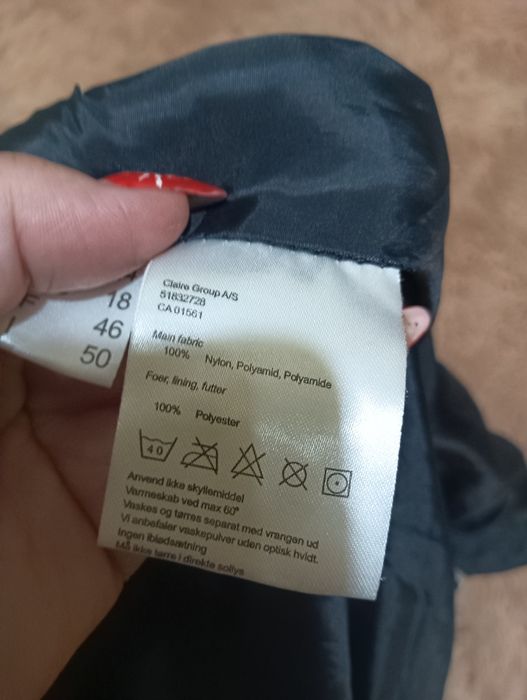 18
46
50
Claire Group A/S
51832728
CA 01561
Main fabric
100% Nylon, Polyamid, Polyamide
Foer, lining, futter
100% Polyester
40
Anvend ikke skyllemiddel
Varmeskab ved max 60°
Vaskes og tørres separat med vrangen ud
Vi anbefaler vaskepulver uden optisk hvidt.
Ingen iblødsætning
Må ikke tørre i direkte sollys